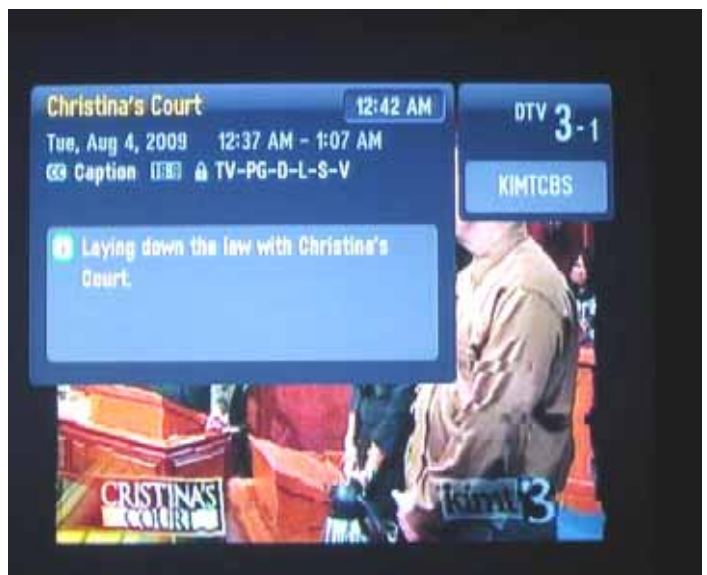 Christina's Court
12:42 AM
Tue, Aug 4, 2009 12:37 AM - 1:07 AM
CC Caption TV-PG-D-L-S-V
DTV 3-1
KIMTCBS
i Laying down the law with Christina's
Court.
CRISTINA'S
COURT
kimt 3